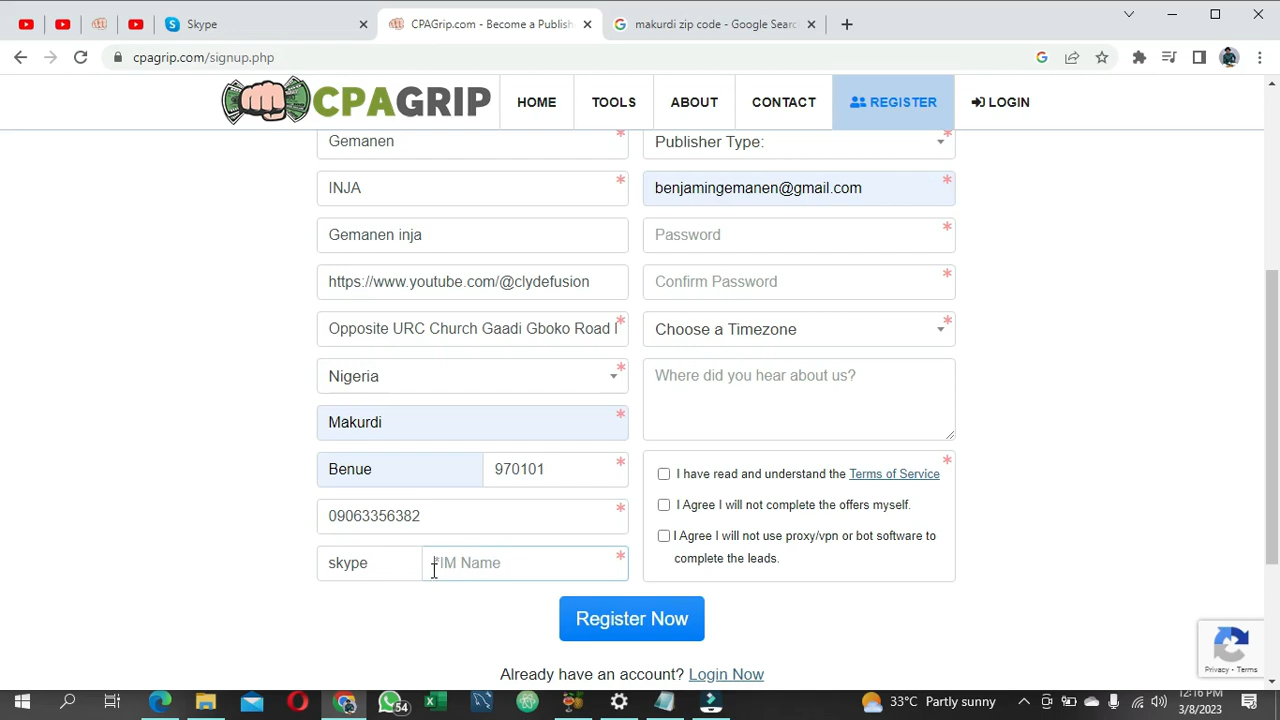 Skype
CPAGrip.com - Become a Publish
makurdi zip code - Google Searc
cpagrip.com/signup.php
CPAGRIP
HOME
TOOLS
ABOUT
CONTACT
REGISTER
LOGIN
Gemanen
*
Publisher Type:
*
INJA
*
benjamingemanen@gmail.com
*
Gemanen inja
Password
*
https://www.youtube.com/@clydefusion
Confirm Password
*
Opposite URC Church Gaadi Gboko Road
*
Choose a Timezone
*
Nigeria
*
Where did you hear about us?
Makurdi
*
Benue
970101
*
I have read and understand the Terms of Service
*
I Agree I will not complete the offers myself.
09063356382
*
I Agree I will not use proxy/vpn or bot software to
complete the leads.
skype
*IM Name
*
Register Now
Already have an account? Login Now
Privacy - Terms
54
33°C Partly sunny
12:16 PM
3/8/2023